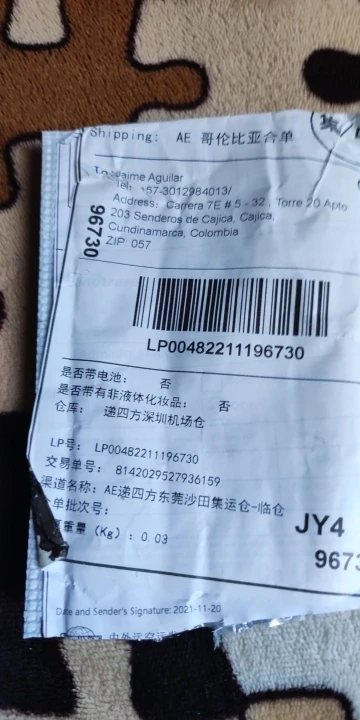 Shipping: AE 哥伦比亚合单
To:Jaime Aguilar
Tel: +57-3012984013/
Address: Carrera 7E # 5 - 32 , Torre 20 Apto
203 Senderos de Cajica, Cajica,
Cundinamarca, Colombia
ZIP: 057
96730
LP00482211196730
是否带电池: 否
是否带有非液体化妆品: 否
仓库: 递四方深圳机场仓
LP号: LP00482211196730
交易单号: 8142029527936159
渠道名称: AE递四方东莞沙田集运仓-临仓
单批次号:
重量 (Kg) : 0.03
JY4
9673
Date and Sender's Signature: 2021-11-20